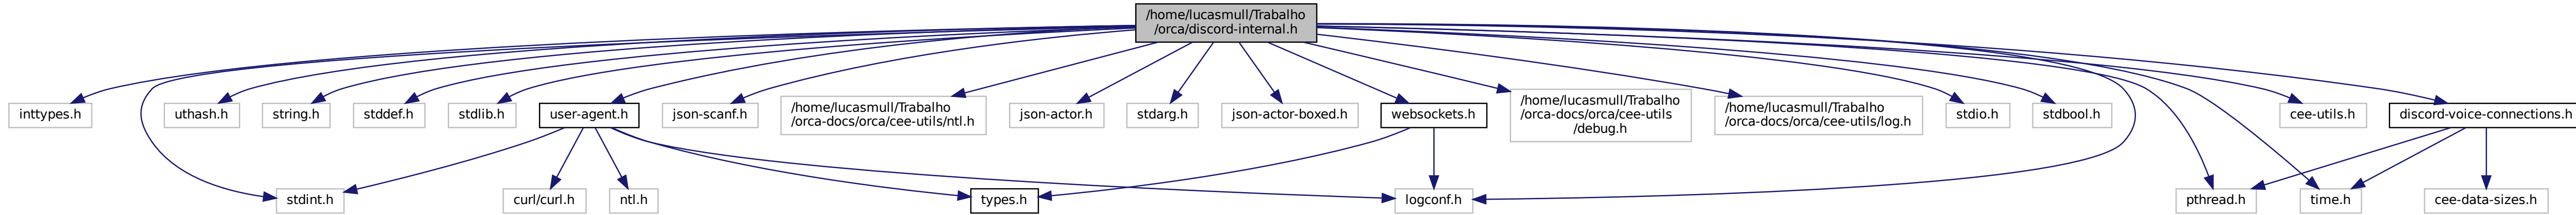 /home/lucasmull/Trabalho
/orca/discord-internal.h
inttypes.h
uthash.h
string.h
stddef.h
stdlib.h
user-agent.h
json-scanf.h
/home/lucasmull/Trabalho
/orca-docs/orca/cee-utils/ntl.h
json-actor.h
stdarg.h
json-actor-boxed.h
websockets.h
/home/lucasmull/Trabalho
/orca-docs/orca/cee-utils
/debug.h
/home/lucasmull/Trabalho
/orca-docs/orca/cee-utils/log.h
stdio.h
stdbool.h
cee-utils.h
discord-voice-connections.h
stdint.h
curl/curl.h
ntl.h
types.h
logconf.h
pthread.h
time.h
cee-data-sizes.h